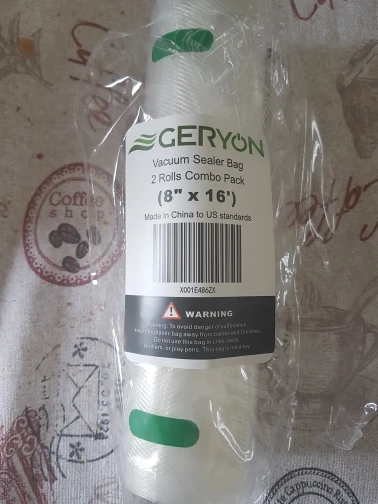 GERYON
Vacuum Sealer Bag
2 Rolls Combo Pack
(8" x 16')
Made in China to US standards
X001E486ZX
WARNING
Warning: To avoid danger of suffocation,
keep this plastic bag away from babies and Children.
Do not use this bag in cribs, beds,
strollers, or play pens. This bag is not a toy.
Coffee
shop
Cappuccino